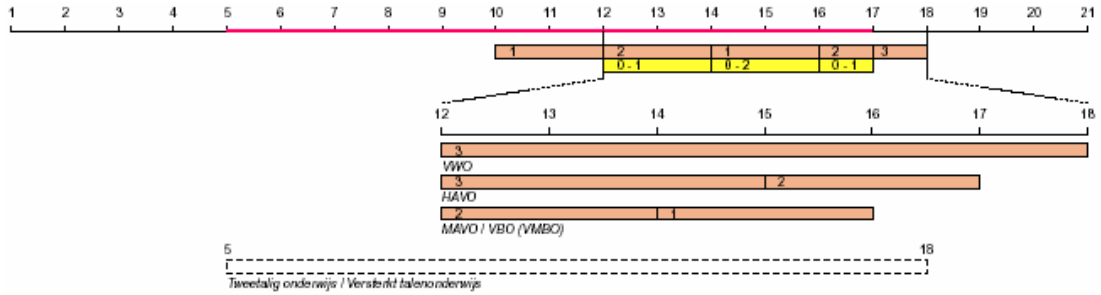 1 2 3 4 5 6 7 8 9 10 11 12 13 14 15 16 17 18 19 20 21
1 2 1 2 3
0 - 1 0 - 2 0 - 1
12 13 14 15 16 17 18
3
VWO
3 2
HAVO
2 1
MAVO / VBO (VMBO)
5 18
Tweetalig onderwijs / Versterkt talenonderwijs